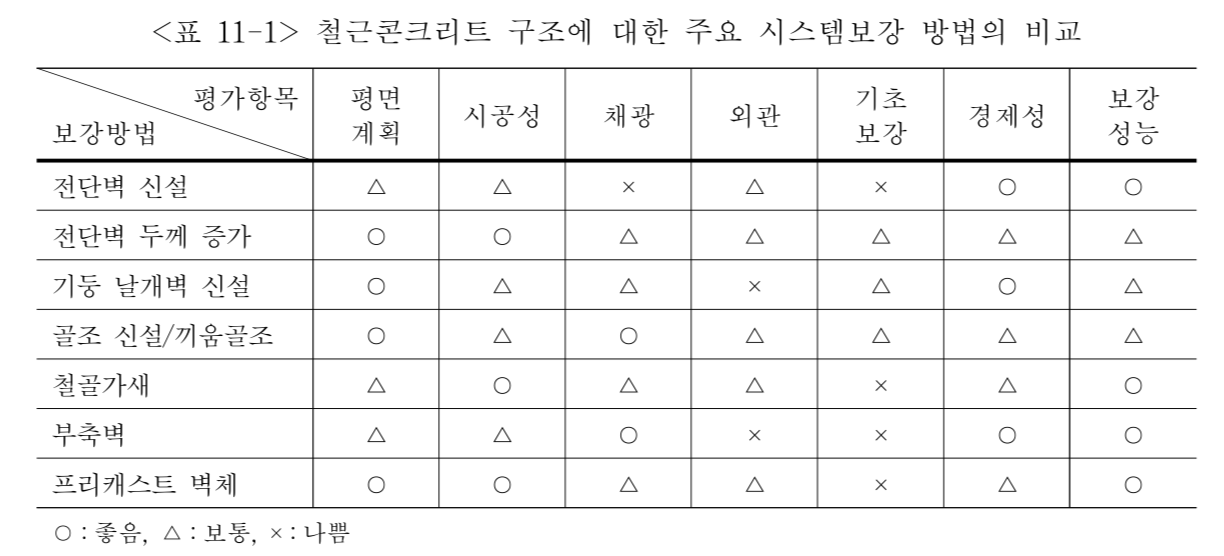 <표 11-1> 철근콘크리트 구조에 대한 주요 시스템보강 방법의 비교
평가항목 보강방법 평면 계획 시공성 채광 외관 기초 보강 경제성 보강 성능
전단벽 신설 △ △ × △ × ○ ○
전단벽 두께 증가 ○ ○ △ △ △ △ △
기둥 날개벽 신설 ○ △ △ × △ ○ △
골조 신설/끼움골조 ○ △ ○ △ △ △ △
철골가새 △ ○ △ △ × △ ○
부축벽 △ △ ○ × × ○ ○
프리캐스트 벽체 ○ ○ △ △ × △ ○
○ : 좋음, △ : 보통, × : 나쁨